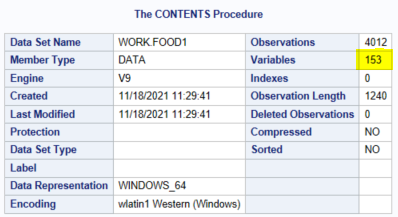 The CONTENTS Procedure
Data Set Name WORK.FOOD1 Observations 4012
Member Type DATA Variables 153
Engine V9 Indexes 0
Created 11/18/2021 11:29:41 Observation Length 1240
Last Modified 11/18/2021 11:29:41 Deleted Observations 0
Protection Compressed NO
Data Set Type Sorted NO
Label
Data Representation WINDOWS_64
Encoding wlatin1 Western (Windows)